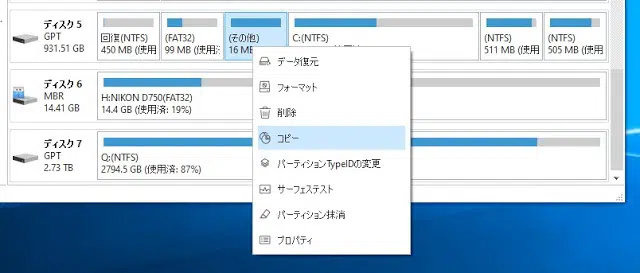 ディスク 5
GPT
931.51 GB
回復(NTFS)
450 MB (使用
(FAT32)
99 MB (使用
(その他)
16 M
C:(NTFS)
(NTFS)
511 MB (使用
(NTFS)
505 MB (使用
ディスク 6
MBR
14.41 GB
H:NIKON D750(FAT32)
14.4 GB (使用済: 19%)
ディスク 7
GPT
2.73 TB
Q:(NTFS)
2794.5 GB (使用済: 87%)
データ復元
フォーマット
削除
コピー
パーティションTypeIDの変更
サーフェステスト
パーティション抹消
プロパティ